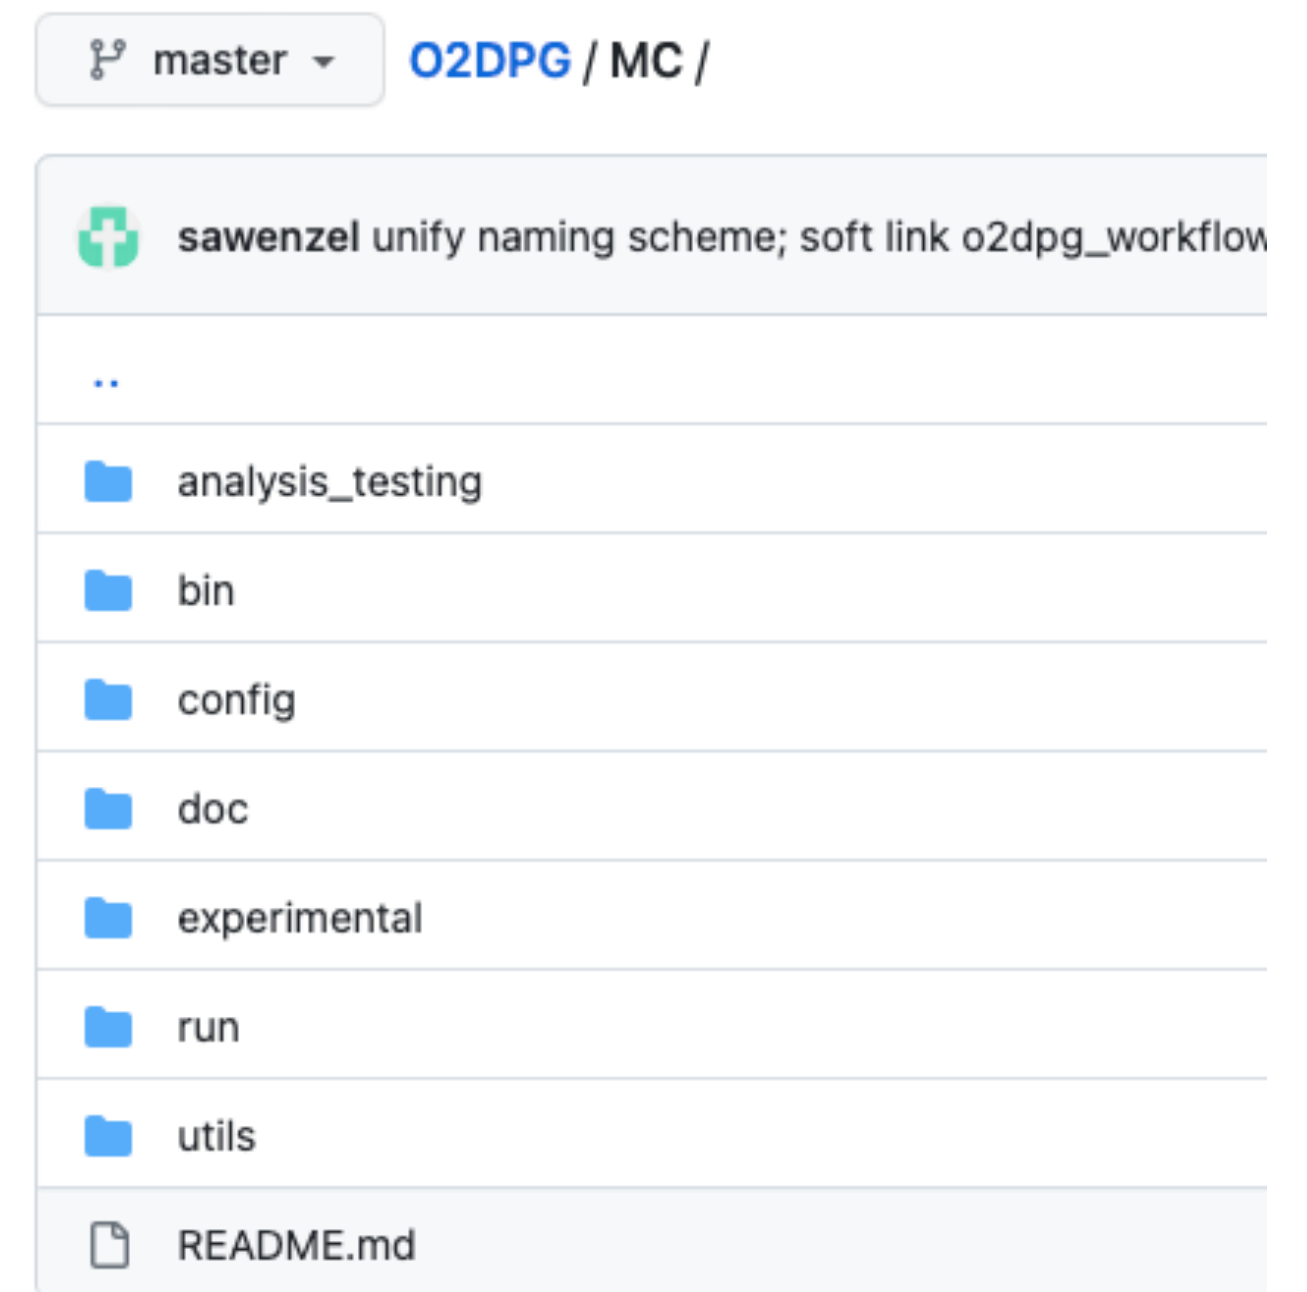 master O2DPG / MC /
sawenzel unify naming scheme; soft link o2dpg_workflow
..
analysis_testing
bin
config
doc
experimental
run
utils
README.md